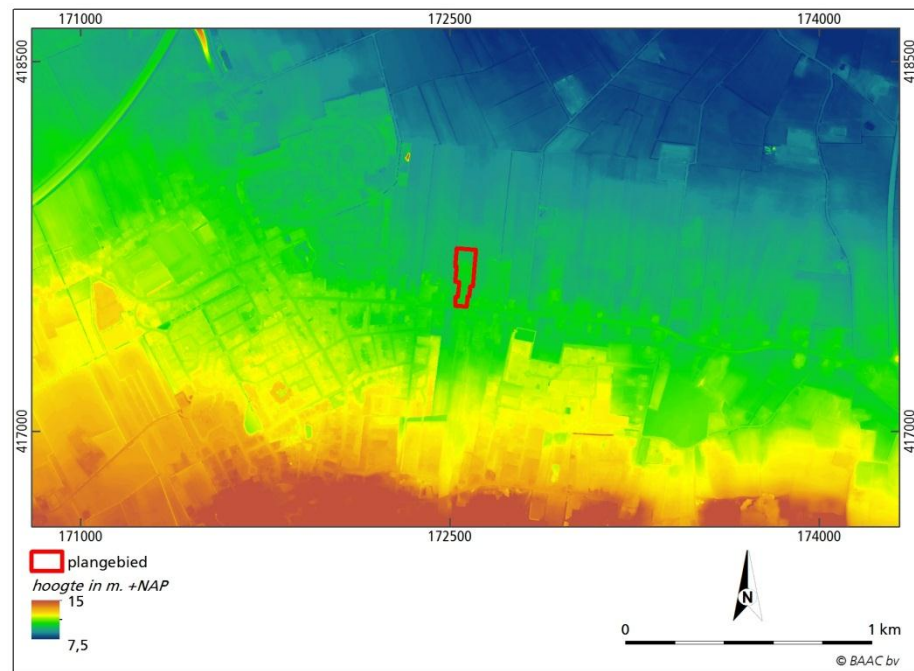 171000 172500 174000
418500 418500
417000 417000
171000 172500 174000
plangebied
hoogte in m. +NAP
15
7,5
N
0 1 km
© BAAC bv